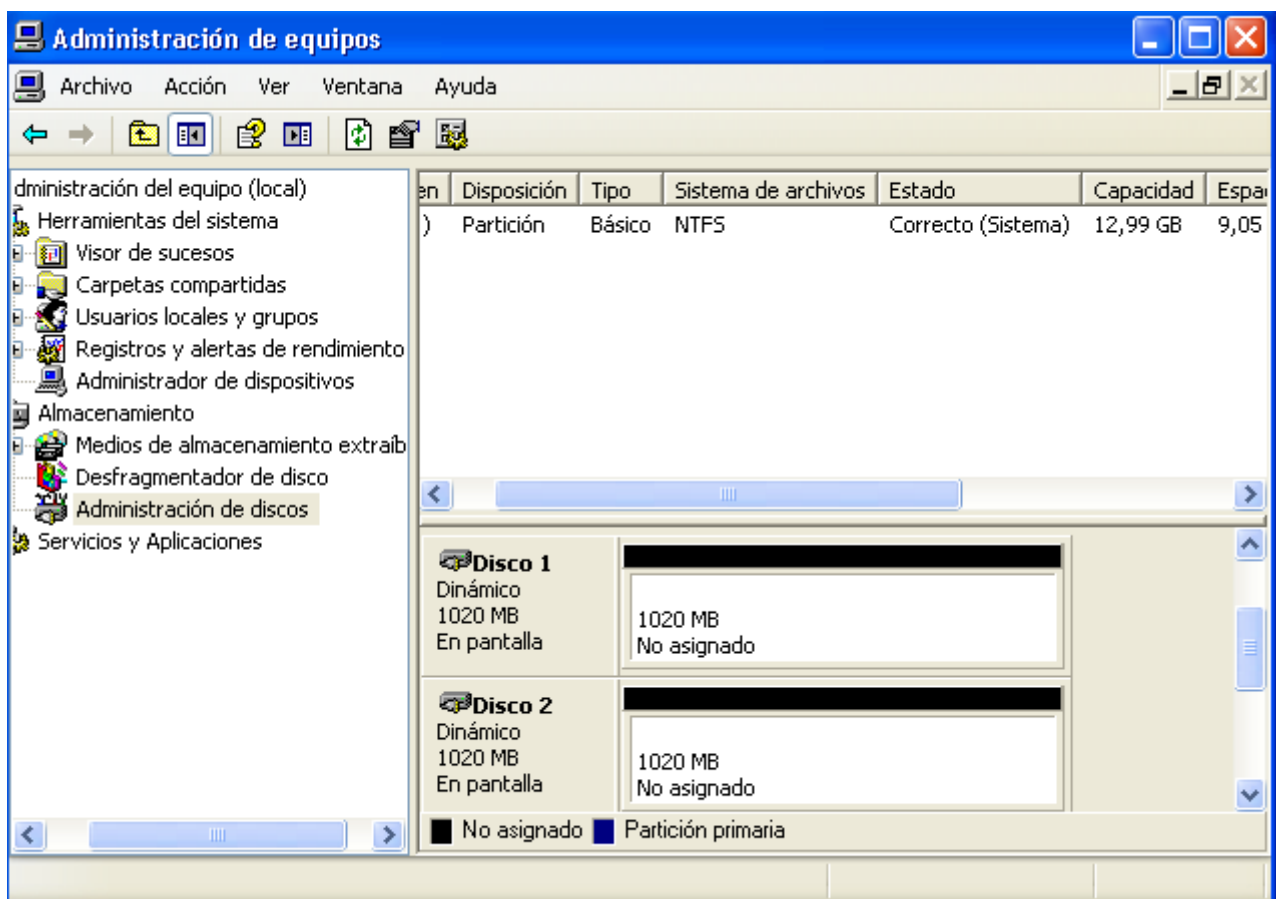 Administración de equipos
Archivo Acción Ver Ventana Ayuda
dministración del equipo (local)
Herramientas del sistema
Visor de sucesos
Carpetas compartidas
Usuarios locales y grupos
Registros y alertas de rendimiento
Administrador de dispositivos
Almacenamiento
Medios de almacenamiento extraíb
Desfragmentador de disco
Administración de discos
Servicios y Aplicaciones
en Disposición Tipo Sistema de archivos Estado Capacidad Espa
) Partición Básico NTFS Correcto (Sistema) 12,99 GB 9,05
Disco 1
Dinámico
1020 MB
En pantalla
1020 MB
No asignado
Disco 2
Dinámico
1020 MB
En pantalla
1020 MB
No asignado
No asignado Partición primaria